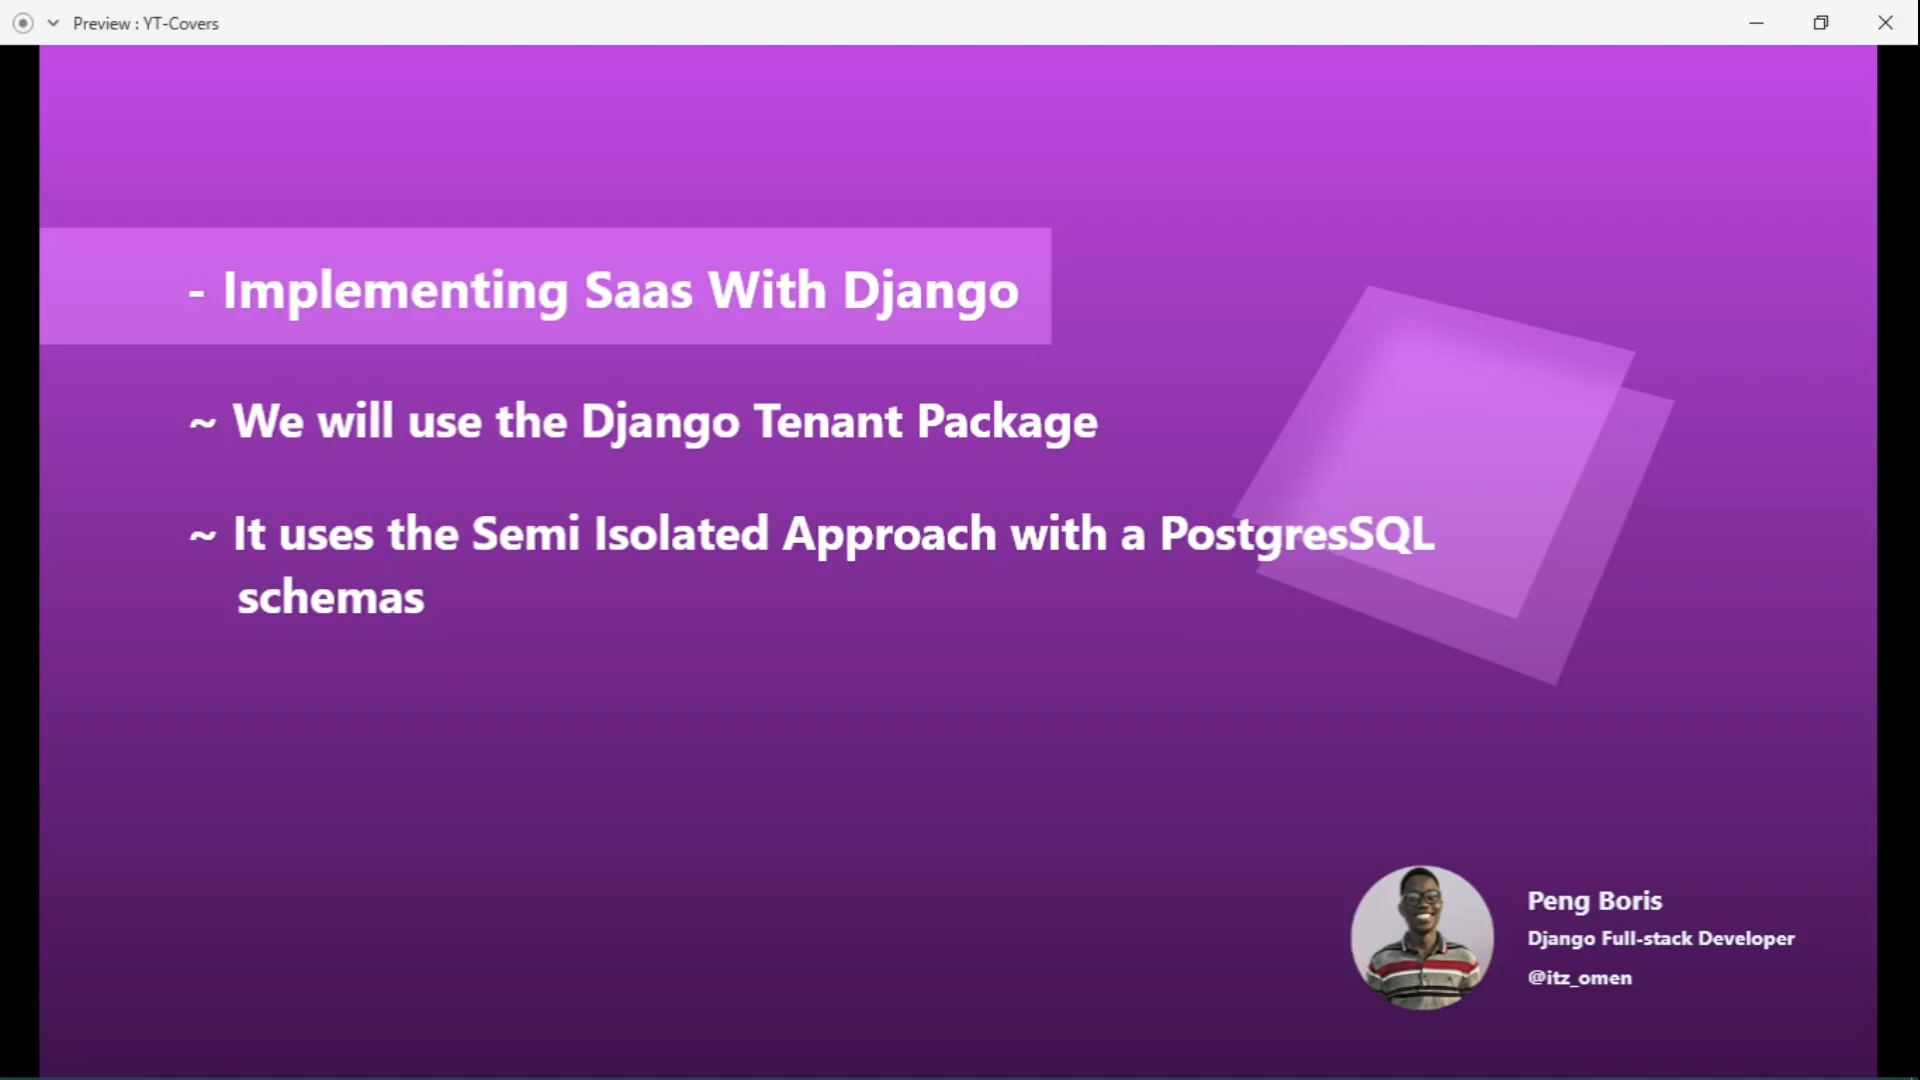 Preview : YT-Covers
- Implementing Saas With Django
~ We will use the Django Tenant Package
~ It uses the Semi Isolated Approach with a PostgresSQL
schemas
Peng Boris
Django Full-stack Developer
@itz_omen